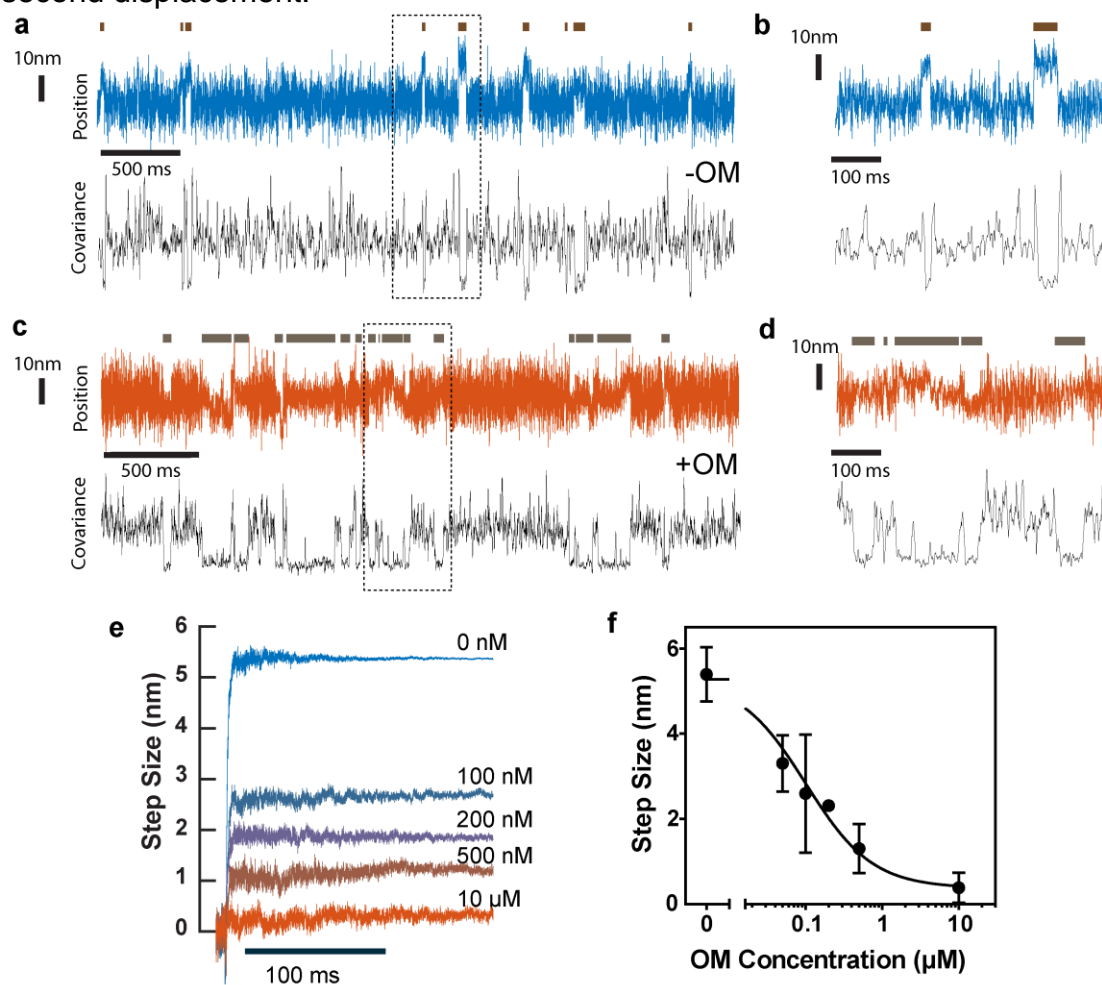 second displacement.
a
b
10nm
10nm
Position
500 ms
100 ms
-OM
Covariance
c
d
10nm
10nm
Position
500 ms
100 ms
+OM
Covariance
e
f
6
5
4
3
2
1
0
Step Size (nm)
0 nM
100 nM
200 nM
500 nM
10 µM
100 ms
6
4
2
0
Step Size (nm)
0 0.1 1 10
OM Concentration (µM)